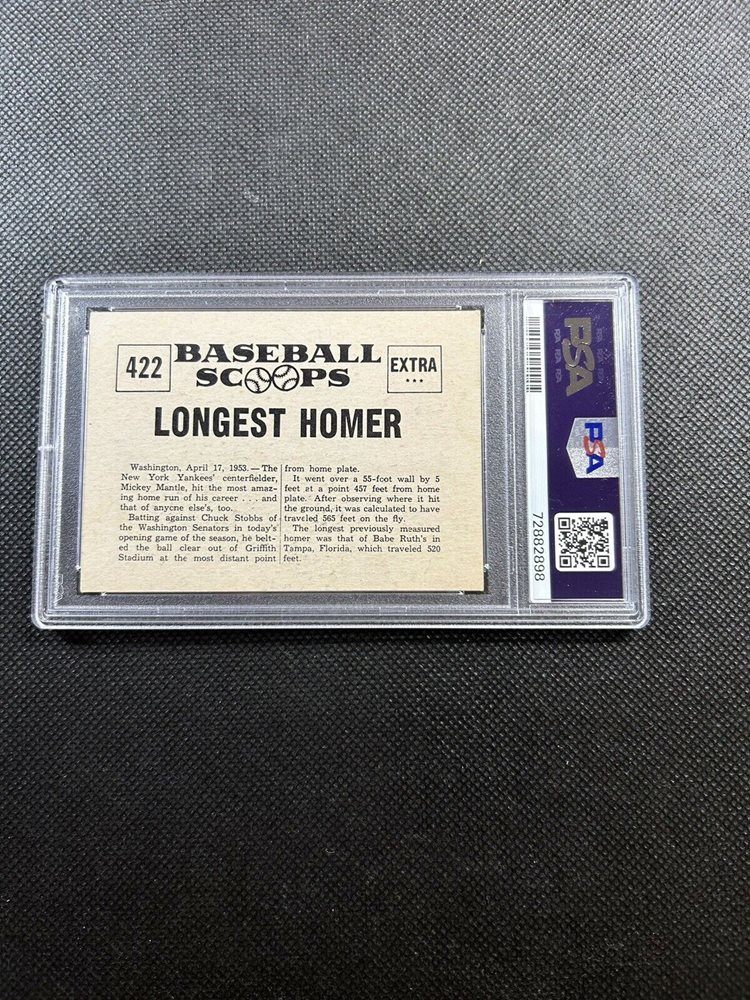 422
BASEBALL
SCOOPS
EXTRA
***
LONGEST HOMER
Washington, April 17, 1953. — The
New York Yankees' centerfielder,
Mickey Mantle, hit the most amaz-
ing home run of his career . . . and
that of anyone else's, too.
Batting against Chuck Stobbs of
the Washington Senators in today's
opening game of the season, he belt-
ed the ball clear out of Griffith
Stadium at the most distant point
from home plate.
It went over a 55-foot wall by 5
feet at a point 457 feet from home
plate. After observing where it hit
the ground, it was calculated to have
traveled 565 feet on the fly.
The longest previously measured
homer was that of Babe Ruth's in
Tampa, Florida, which traveled 520
feet.
PSA
PSA
72882898